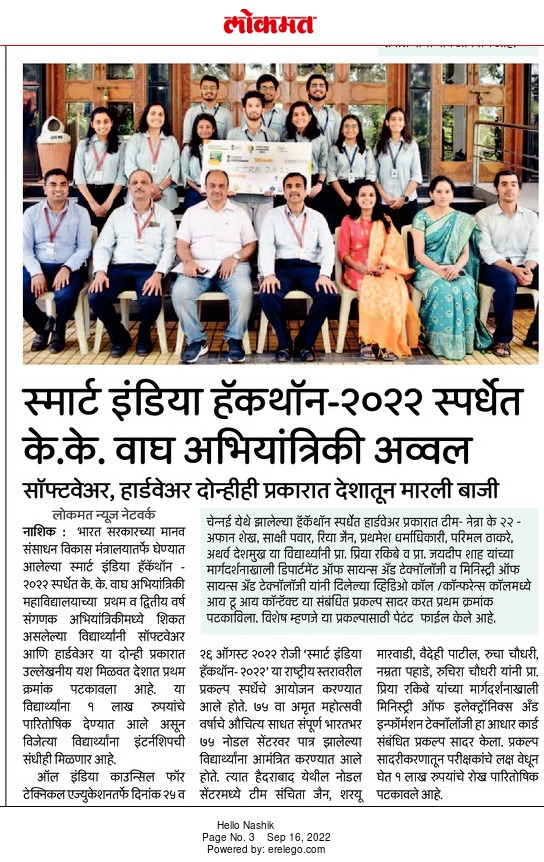 लोकमत
स्मार्ट इंडिया हॅकथॉन-२०२२ स्पर्धेत
के.के. वाघ अभियांत्रिकी अव्वल
सॉफ्टवेअर, हार्डवेअर दोन्हीही प्रकारात देशातून मारली बाजी
लोकमत न्यूज नेटवर्क
नाशिक : भारत सरकारच्या मानव
संसाधन विकास मंत्रालयातर्फे घेण्यात
आलेल्या स्मार्ट इंडिया हॅकॅथॉन -
२०२२ स्पर्धेत के. के. वाघ अभियांत्रिकी
महाविद्यालयाच्या प्रथम व द्वितीय वर्ष
संगणक अभियांत्रिकीमध्ये शिकत
असलेल्या विद्यार्थ्यांनी सॉफ्टवेअर
आणि हार्डवेअर या दोन्ही प्रकारात
उल्लेखनीय यश मिळवत देशात प्रथम
क्रमांक पटकावला आहे. या
विद्यार्थ्यांना १ लाख रुपयांचे
पारितोषिक देण्यात आले असून
विजेत्या विद्यार्थ्यांना इंटर्नशिपची
संधीही मिळणार आहे.
ऑल इंडिया काउन्सिल फॉर
टेक्निकल एज्युकेशनतर्फे दिनांक २५ व
चेन्नई येथे झालेल्या हॅकॅथॉन स्पर्धेत हार्डवेअर प्रकारात टीम- नेत्रा के २२ -
अफान शेख, साक्षी पवार, रिया जैन, प्रथमेश धर्माधिकारी, परिमल ठाकरे,
अथर्व देशमुख या विद्यार्थ्यांनी प्रा. प्रिया रकिबे व प्रा. जयदीप शाह यांच्या
मार्गदर्शनाखाली डिपार्टमेंट ऑफ सायन्स अँड टेक्नॉलॉजी व मिनिस्ट्री ऑफ
सायन्स अँड टेक्नॉलॉजी यांनी दिलेल्या व्हिडिओ कॉल /कॉन्फरेन्स कॉलमध्ये
आय टू आय कॉन्टॅक्ट या संबंधित प्रकल्प सादर करत प्रथम क्रमांक
पटकाविला. विशेष म्हणजे या प्रकल्पासाठी पेटंट फाईल केले आहे.
२६ ऑगस्ट २०२२ रोजी ‘स्मार्ट इंडिया
हॅकथॉन- २०२२’ या राष्ट्रीय स्तरावरील
प्रकल्प स्पर्धेचे आयोजन करण्यात
आले होते. ७५ व अमृत महोत्सवी
वर्षाचे औचित्य साधत संपूर्ण भारतभर
७५ नोडल सेंटरवर पात्र झालेल्या
विद्यार्थ्यांना आमंत्रित करण्यात आले
होते. त्यात हैदराबाद येथील नोडल
सेंटरमध्ये टीम संचिता जैन, शरयू
मारवाडी, वैदेही पाटील, रुचा चौधरी,
नम्रता पहाडे, रुचिरा चौधरी यांनी प्रा.
प्रिया रकिबे यांच्या मार्गदर्शनाखाली
मिनिस्ट्री ऑफ इलेक्ट्रॉनिक्स अँड
इन्फॉर्मेशन टेक्नॉलॉजी हा आधार कार्ड
संबंधित प्रकल्प सादर केला. प्रकल्प
सादरीकरणातून परीक्षकांचे लक्ष वेधून
घेत १ लाख रुपयांचे रोख पारितोषिक
पटकावले आहे.
Hello Nashik
Page No. 3 Sep 16, 2022
Powered by: erelego.com